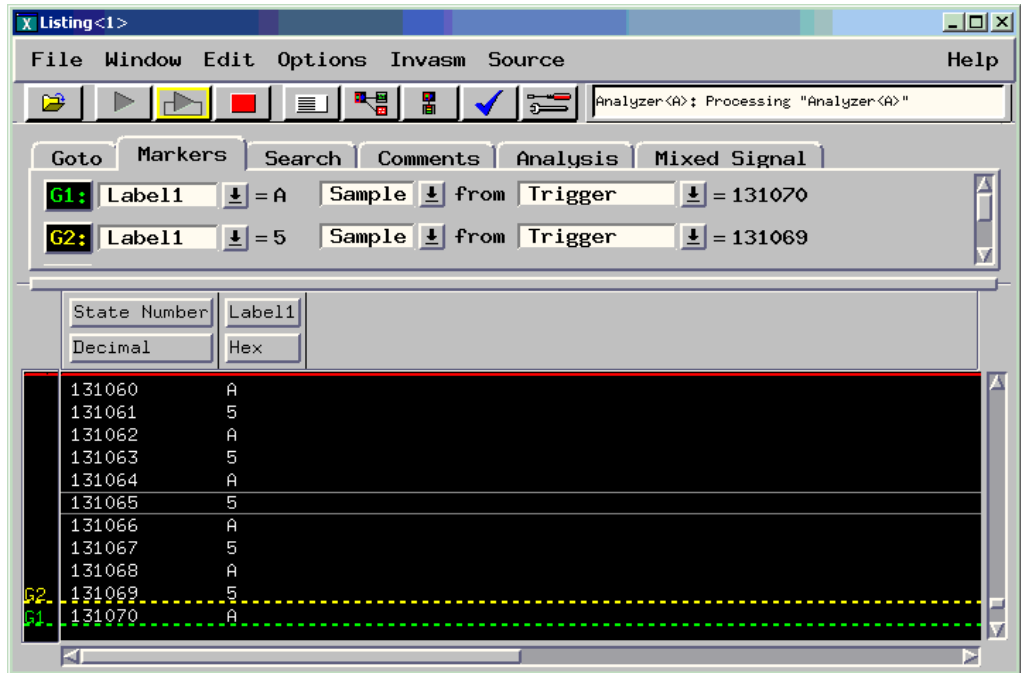 X Listing<1>
File Window Edit Options Invasm Source Help
Analyzer<A>: Processing "Analyzer<A>"
Goto Markers Search Comments Analysis Mixed Signal
G1: Label1 = A Sample from Trigger = 131070
G2: Label1 = 5 Sample from Trigger = 131069
State Number Label1
Decimal Hex
131060 A
131061 5
131062 A
131063 5
131064 A
131065 5
131066 A
131067 5
131068 A
G2 131069 5
G1 131070 A